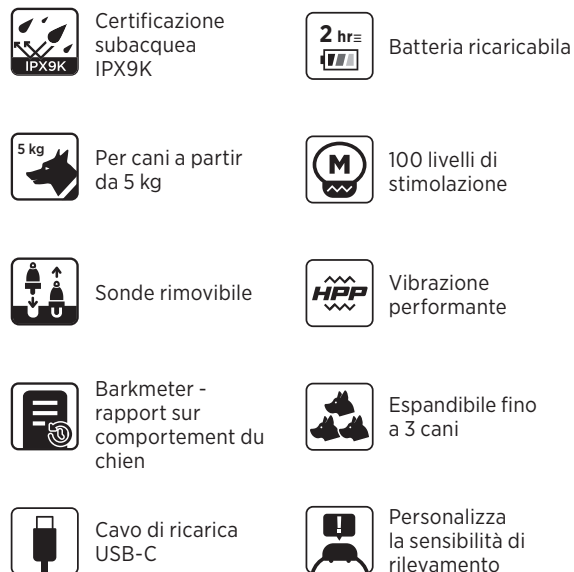 IPX9K
Certificazione
subacquea
IPX9K
2 hr
Batteria ricaricabila
5 kg
Per cani a partir
da 5 kg
M
100 livelli di
stimolazione
Sonde rimovibile
HPP
Vibrazione
performante
Barkmeter -
rapport sur
comportement du
chien
Espandibile fino
a 3 cani
Cavo di ricarica
USB-C
!
Personalizza
la sensibilità di
rilevamento